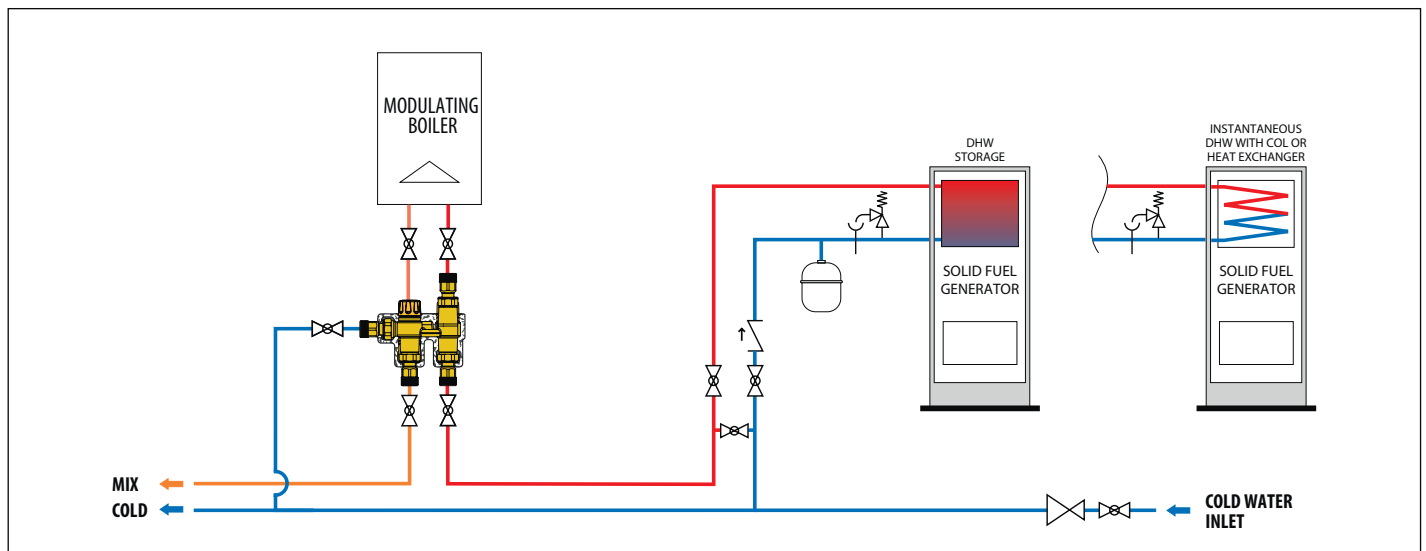 MODULATING
BOILER
DHW
STORAGE
INSTANTANEOUS
DHW WITH COL OR
HEAT EXCHANGER
SOLID FUEL
GENERATOR
SOLID FUEL
GENERATOR
MIX
COLD
COLD WATER
INLET